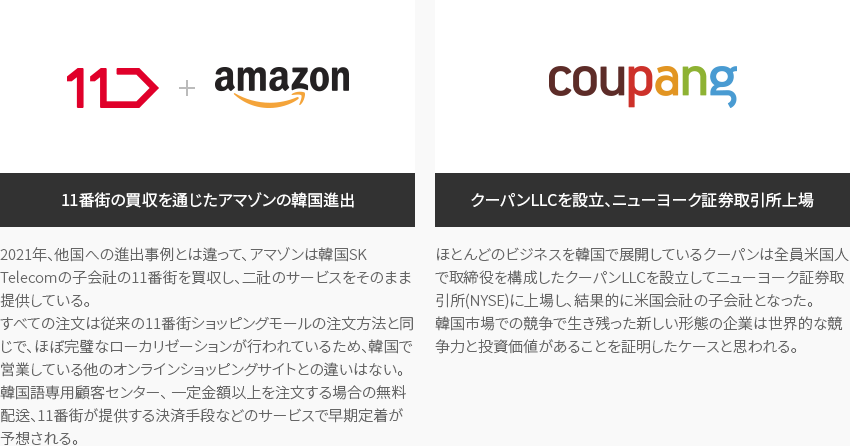 11
+
amazon
11番街の買収を通じたアマゾンの韓国進出
2021年、他国への進出事例とは違って、アマゾンは韓国SK
Telecomの子会社の11番街を買収し、二社のサービスをそのまま
提供している。
すべての注文は従来の11番街ショッピングモールの注文方法と同
じで、ほぼ完璧なローカリゼーションが行われているため、韓国で
営業している他のオンラインショッピングサイトとの違いはない。
韓国語専用顧客センター、 一定金額以上を注文する場合の無料
配送、11番街が提供する決済手段などのサービスで早期定着が
予想される。
coupang
クーパンLLCを設立、ニューヨーク証券取引所上場
ほとんどのビジネスを韓国で展開しているクーパンは全員米国人
で取締役を構成したクーパンLLCを設立してニューヨーク証券取
引所(NYSE)に上場し、結果的に米国会社の子会社となった。
韓国市場での競争で生き残った新しい形態の企業は世界的な競
争力と投資価値があることを証明したケースと思われる。